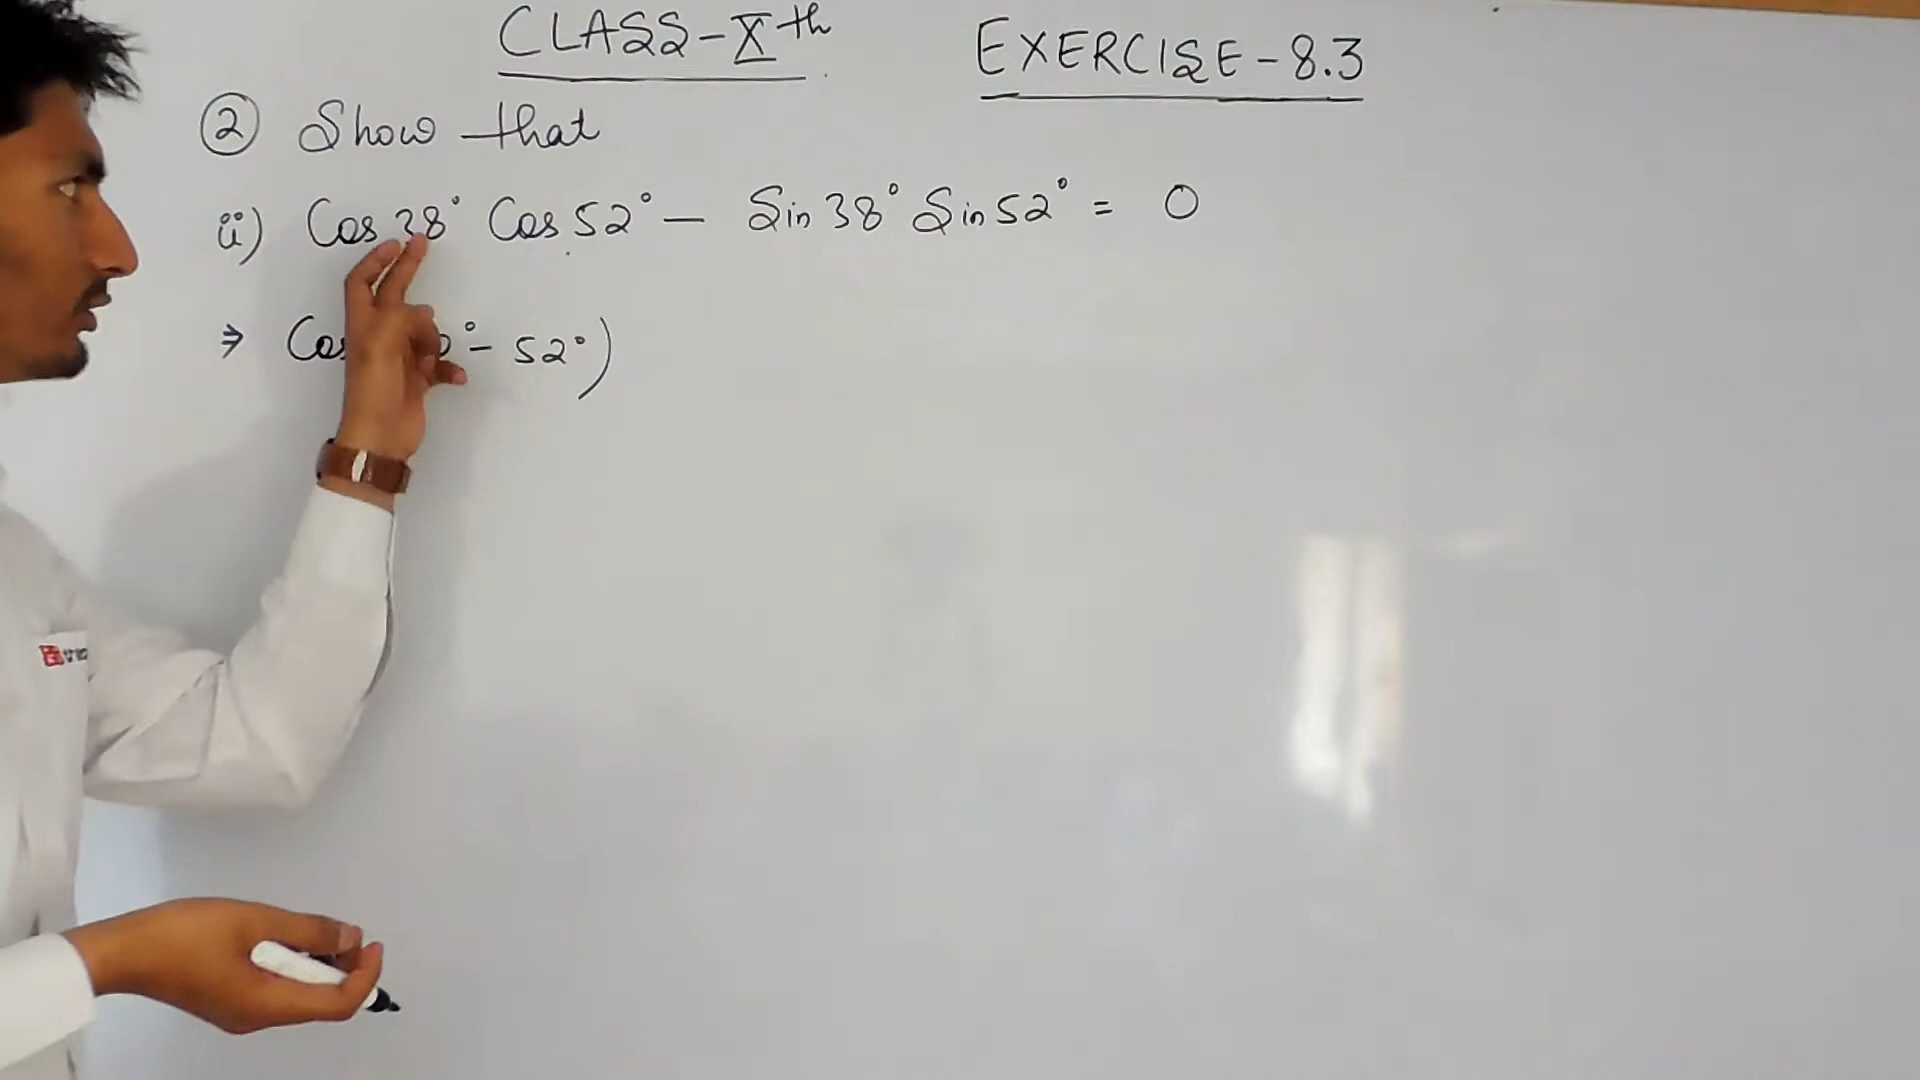 CLASS-Xth
EXERCISE-8.3
② Show that
ii) Cos 38° Cos 52° — Sin 38° Sin 52° = 0
⇒ Cos ° - 52°)